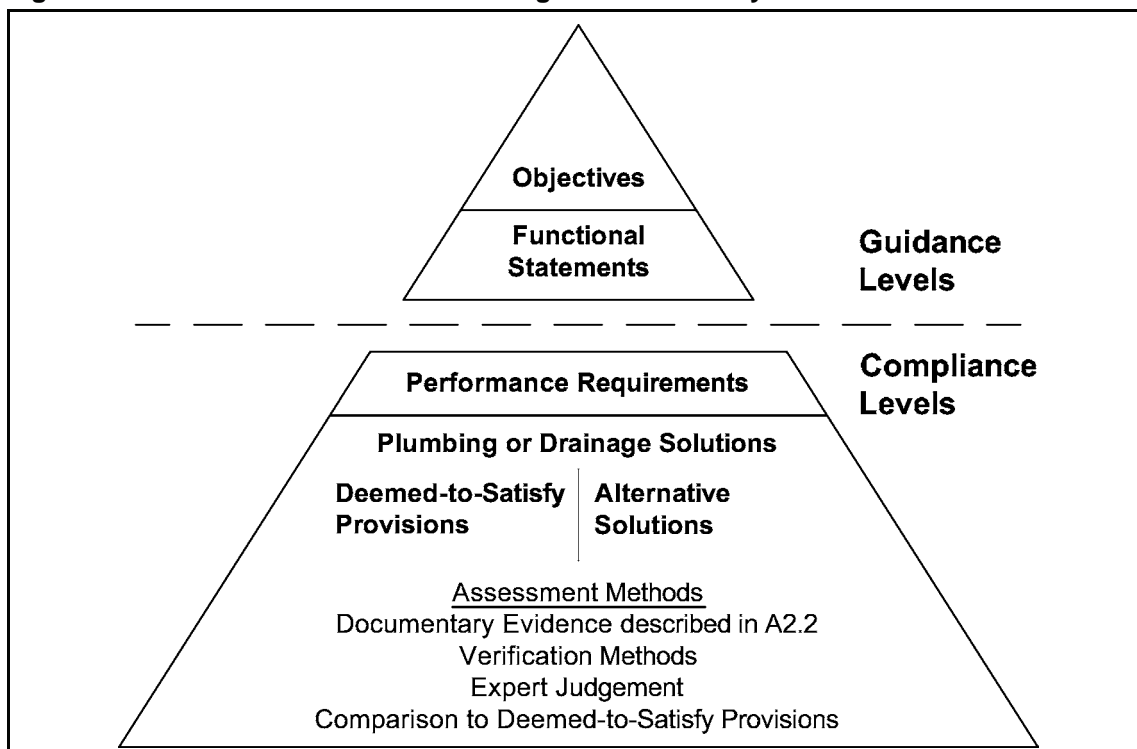 Objectives
Functional
Statements
Guidance
Levels
Compliance
Levels
Performance Requirements
Plumbing or Drainage Solutions
Deemed-to-Satisfy
Provisions
Alternative
Solutions
Assessment Methods
Documentary Evidence described in A2.2
Verification Methods
Expert Judgement
Comparison to Deemed-to-Satisfy Provisions